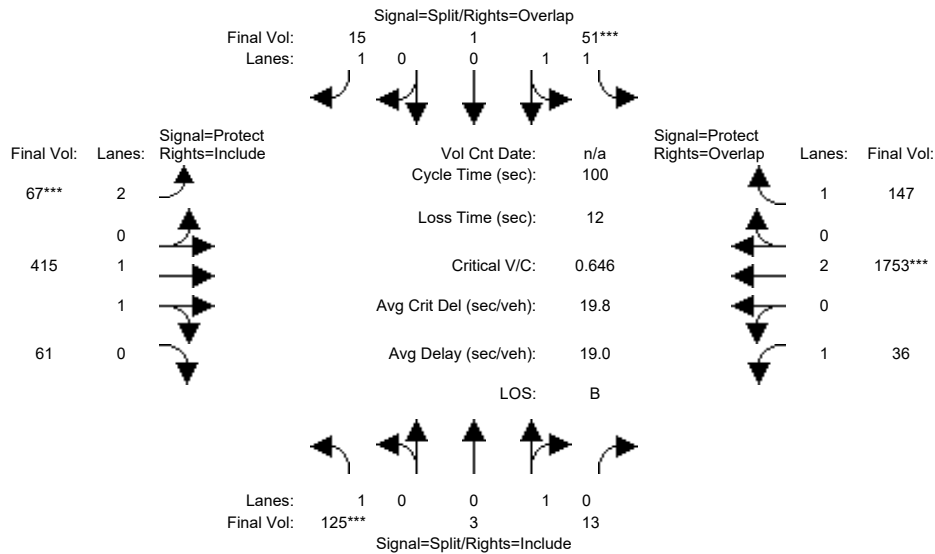 Signal=Split/Rights=Overlap
Final Vol: 15 1 51***
Lanes: 1 0 0 1 1
Signal=Protect
Final Vol: Lanes: Rights=Include
Vol Cnt Date: n/a
Signal=Protect
Rights=Overlap Lanes: Final Vol:
Cycle Time (sec): 100
67*** 2
1 147
Loss Time (sec): 12
0
0
415 1
Critical V/C: 0.646
2 1753***
1
Avg Crit Del (sec/veh): 19.8
0
61 0
Avg Delay (sec/veh): 19.0
1 36
LOS: B
Lanes: 1 0 0 1 0
Final Vol: 125*** 3 13
Signal=Split/Rights=Include